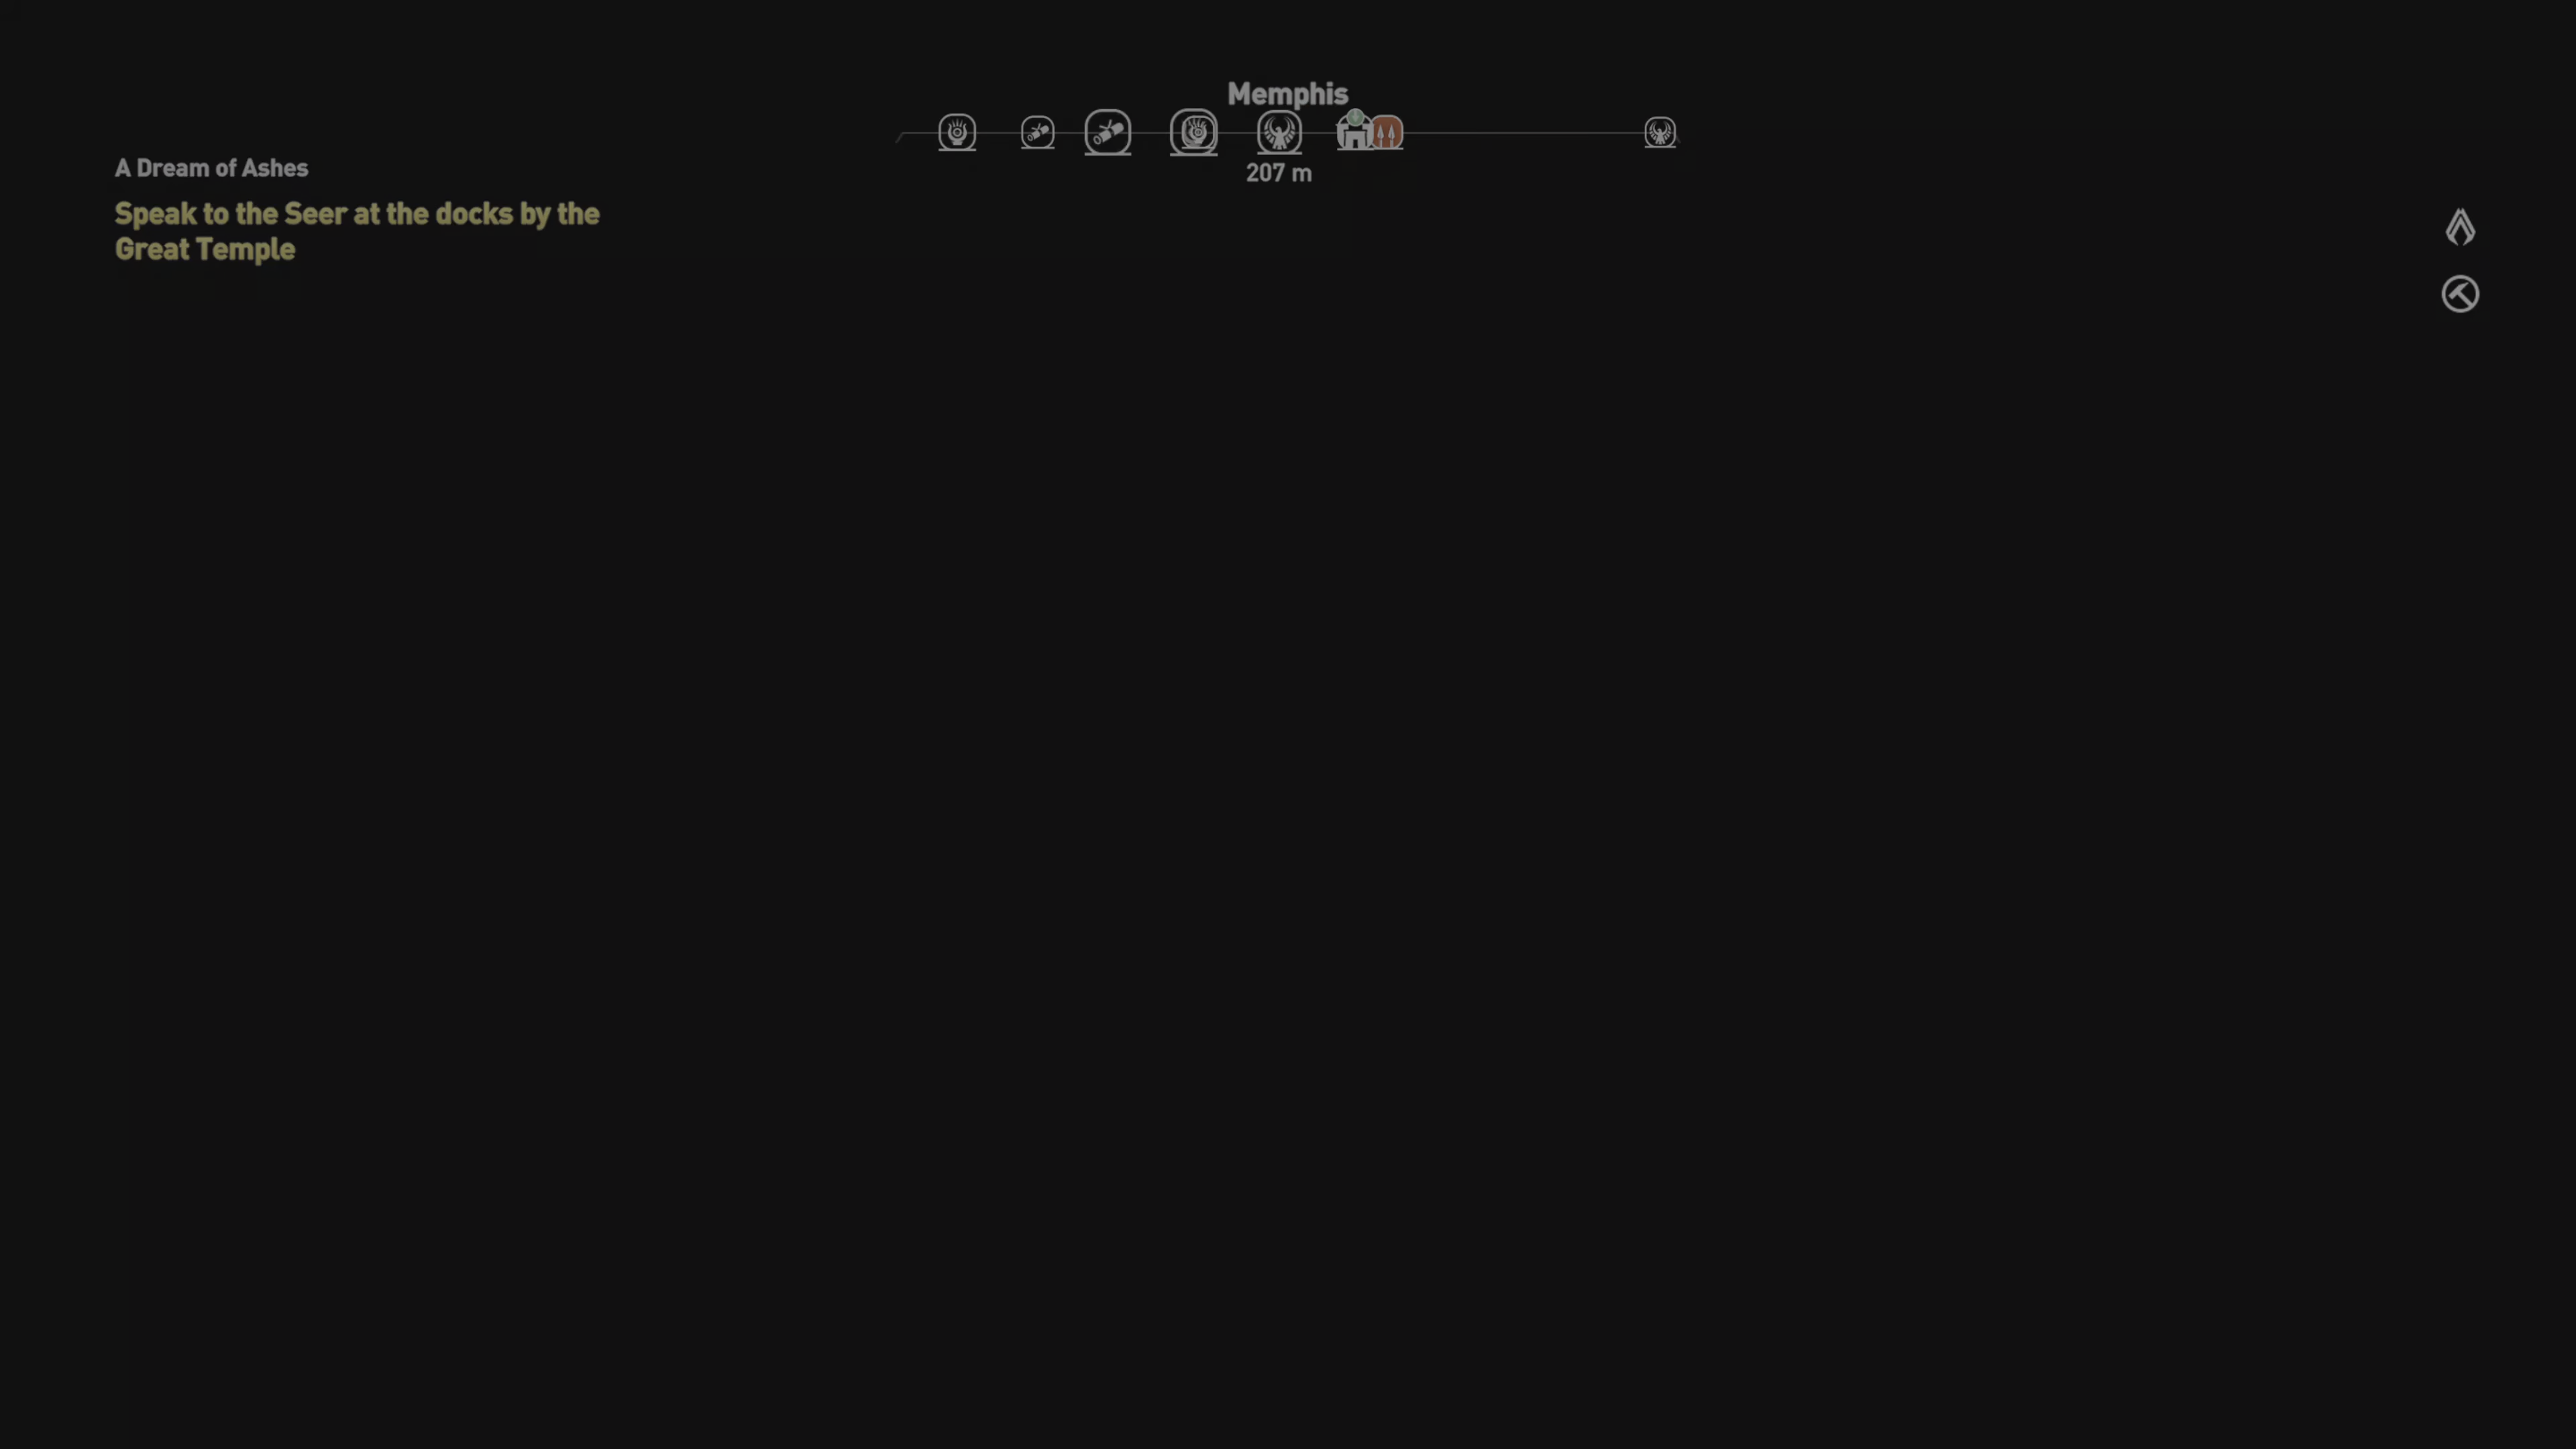 Memphis
207 m
A Dream of Ashes
Speak to the Seer at the docks by the
Great Temple